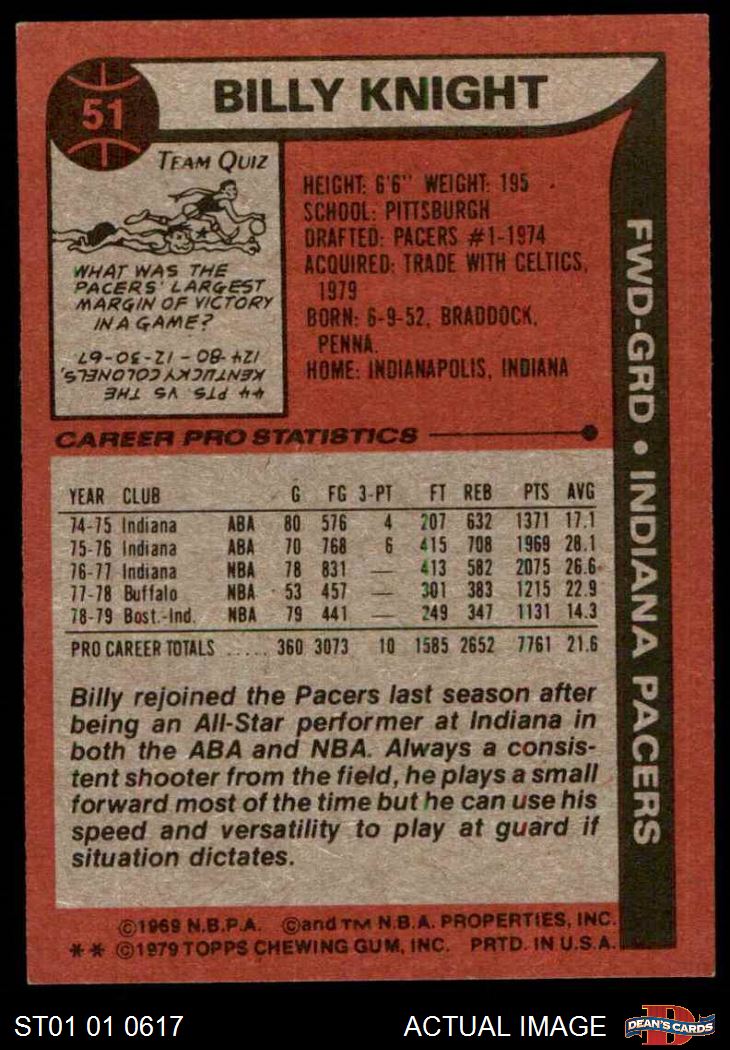 51
BILLY KNIGHT
TEAM QUIZ
WHAT WAS THE
PACERS' LARGEST
MARGIN OF VICTORY
IN A GAME?
44 PTS. VS. THE
KENTUCKY COLONELS,
124-80 - 12-30-67
HEIGHT: 6'6" WEIGHT: 195
SCHOOL: PITTSBURGH
DRAFTED: PACERS #1-1974
ACQUIRED: TRADE WITH CELTICS,
1979
BORN: 6-9-52, BRADDOCK,
PENNA.
HOME: INDIANAPOLIS, INDIANA
FWD-GRD • INDIANA PACERS
CAREER PRO STATISTICS
YEAR CLUB G FG 3-PT FT REB PTS AVG
74-75 Indiana ABA 80 576 4 207 632 1371 17.1
75-76 Indiana ABA 70 768 6 415 708 1969 28.1
76-77 Indiana NBA 78 831 — 413 582 2075 26.6
77-78 Buffalo NBA 53 457 — 301 383 1215 22.9
78-79 Bost.-Ind. NBA 79 441 — 249 347 1131 14.3
PRO CAREER TOTALS ..... 360 3073 10 1585 2652 7761 21.6
Billy rejoined the Pacers last season after
being an All-Star performer at Indiana in
both the ABA and NBA. Always a consis-
tent shooter from the field, he plays a small
forward most of the time but he can use his
speed and versatility to play at guard if
situation dictates.
©1969 N.B.P.A. ©and TM N.B.A. PROPERTIES, INC.
** ©1979 TOPPS CHEWING GUM, INC. PRTD. IN U.S.A.
ST01 01 0617
ACTUAL IMAGE
D
DEAN'S CARDS